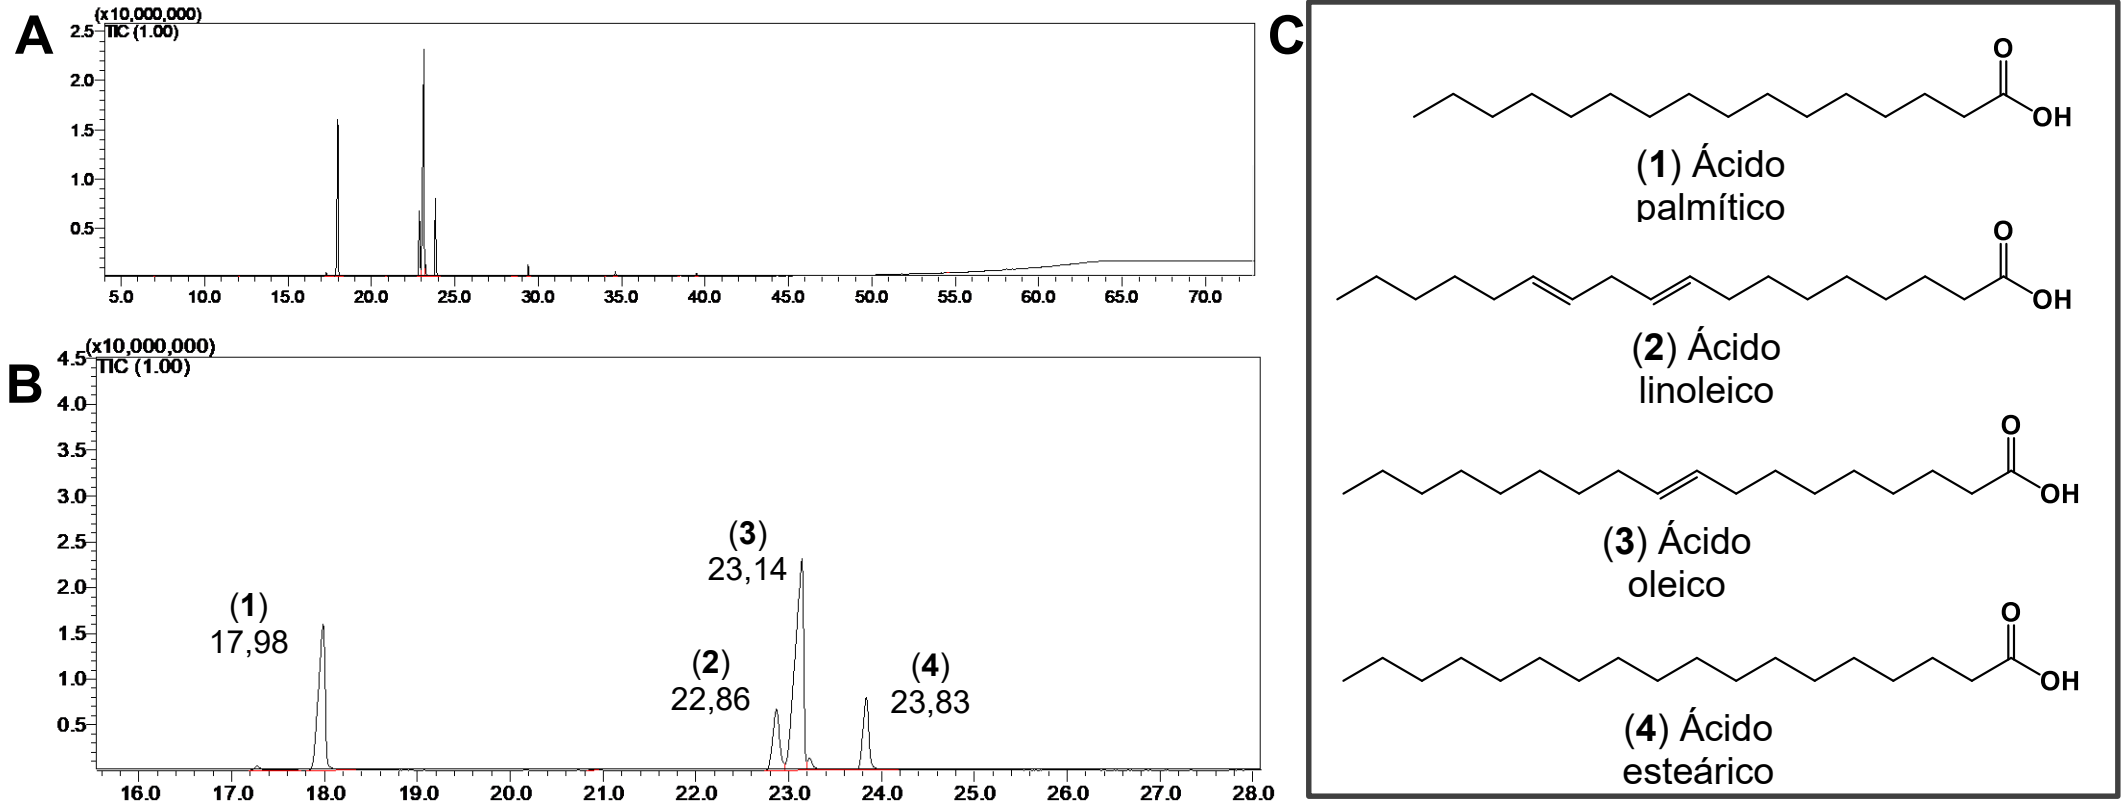 A
(x10,000,000)
TIC (1.00)
2.5
2.0
1.5
1.0
0.5
5.0 10.0 15.0 20.0 25.0 30.0 35.0 40.0 45.0 50.0 55.0 60.0 65.0 70.0
B
(x10,000,000)
TIC (1.00)
4.5
4.0
3.5
3.0
2.5
2.0
1.5
1.0
0.5
(1)
17,98
(2)
22,86
(3)
23,14
(4)
23,83
16.0 17.0 18.0 19.0 20.0 21.0 22.0 23.0 24.0 25.0 26.0 27.0 28.0
C
O
OH
(1) Ácido
palmítico
O
OH
(2) Ácido
linoleico
O
OH
(3) Ácido
oleico
O
OH
(4) Ácido
esteárico